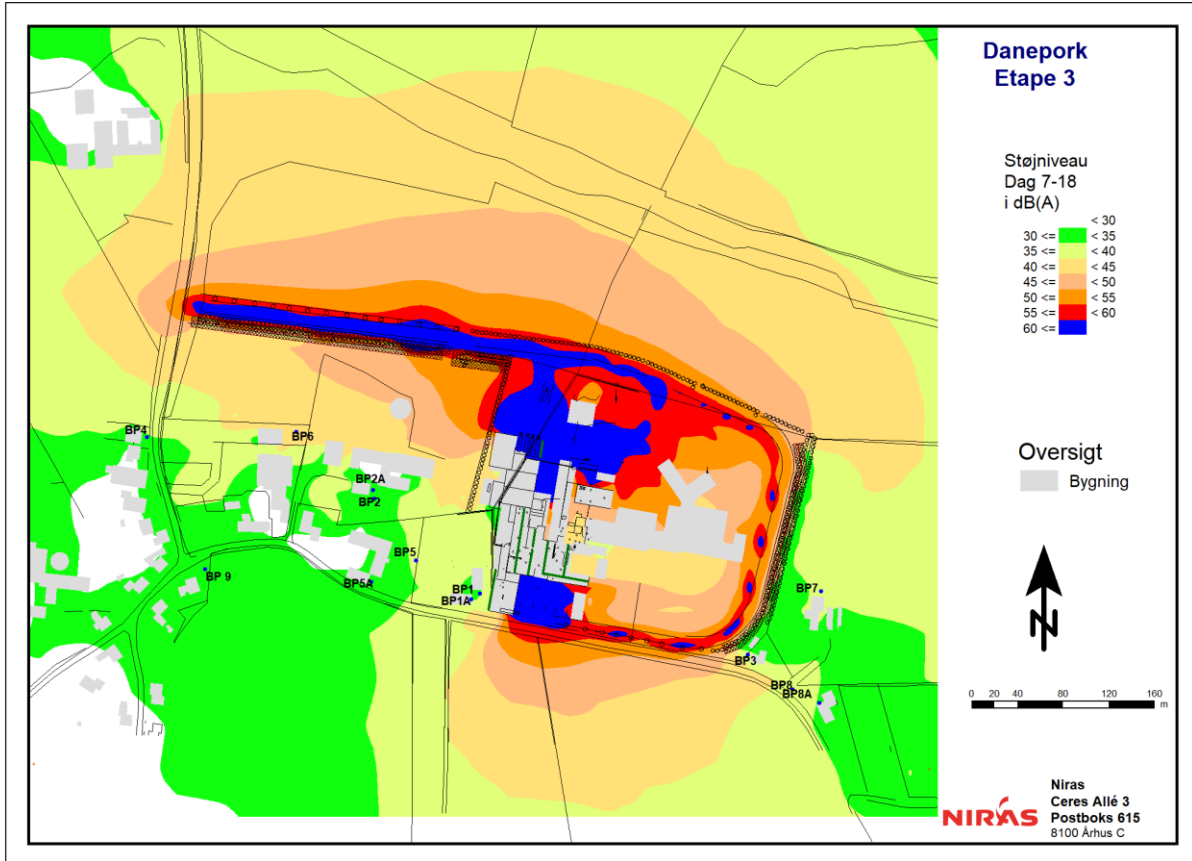 Danepork
Etape 3
Støjniveau
Dag 7-18
i dB(A)
< 30
30 <= < 35
35 <= < 40
40 <= < 45
45 <= < 50
50 <= < 55
55 <= < 60
60 <=
Oversigt
Bygning
N
0 20 40 80 120 160
m
NIRAS
Niras
Ceres Allé 3
Postboks 615
8100 Århus C
BP4
BP6
BP2A
BP2
BP5
BP 9
BP5A
BP1
BP1A
BP7
BP3
BP8
BP8A